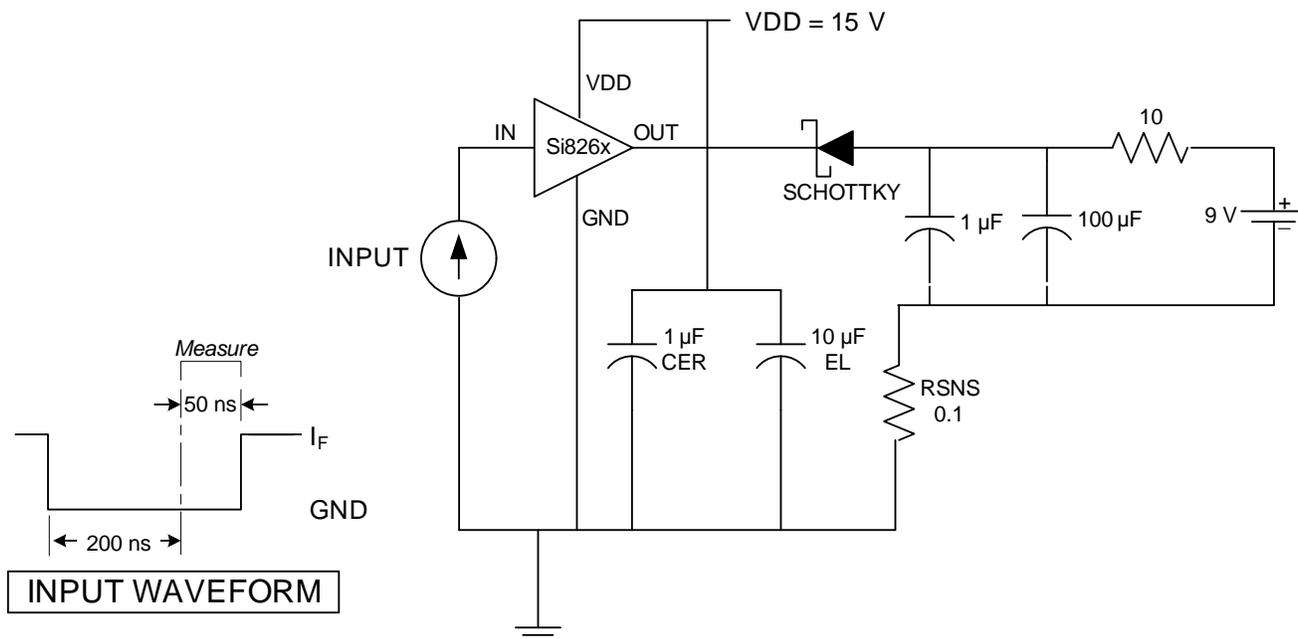 VDD = 15 V
VDD
10
IN
Si826x
OUT
SCHOTTKY
1 µF
100 µF
9 V
+
–
GND
INPUT
1 µF
CER
10 µF
EL
RSNS
0.1
Measure
50 ns
IF
GND
200 ns
INPUT WAVEFORM